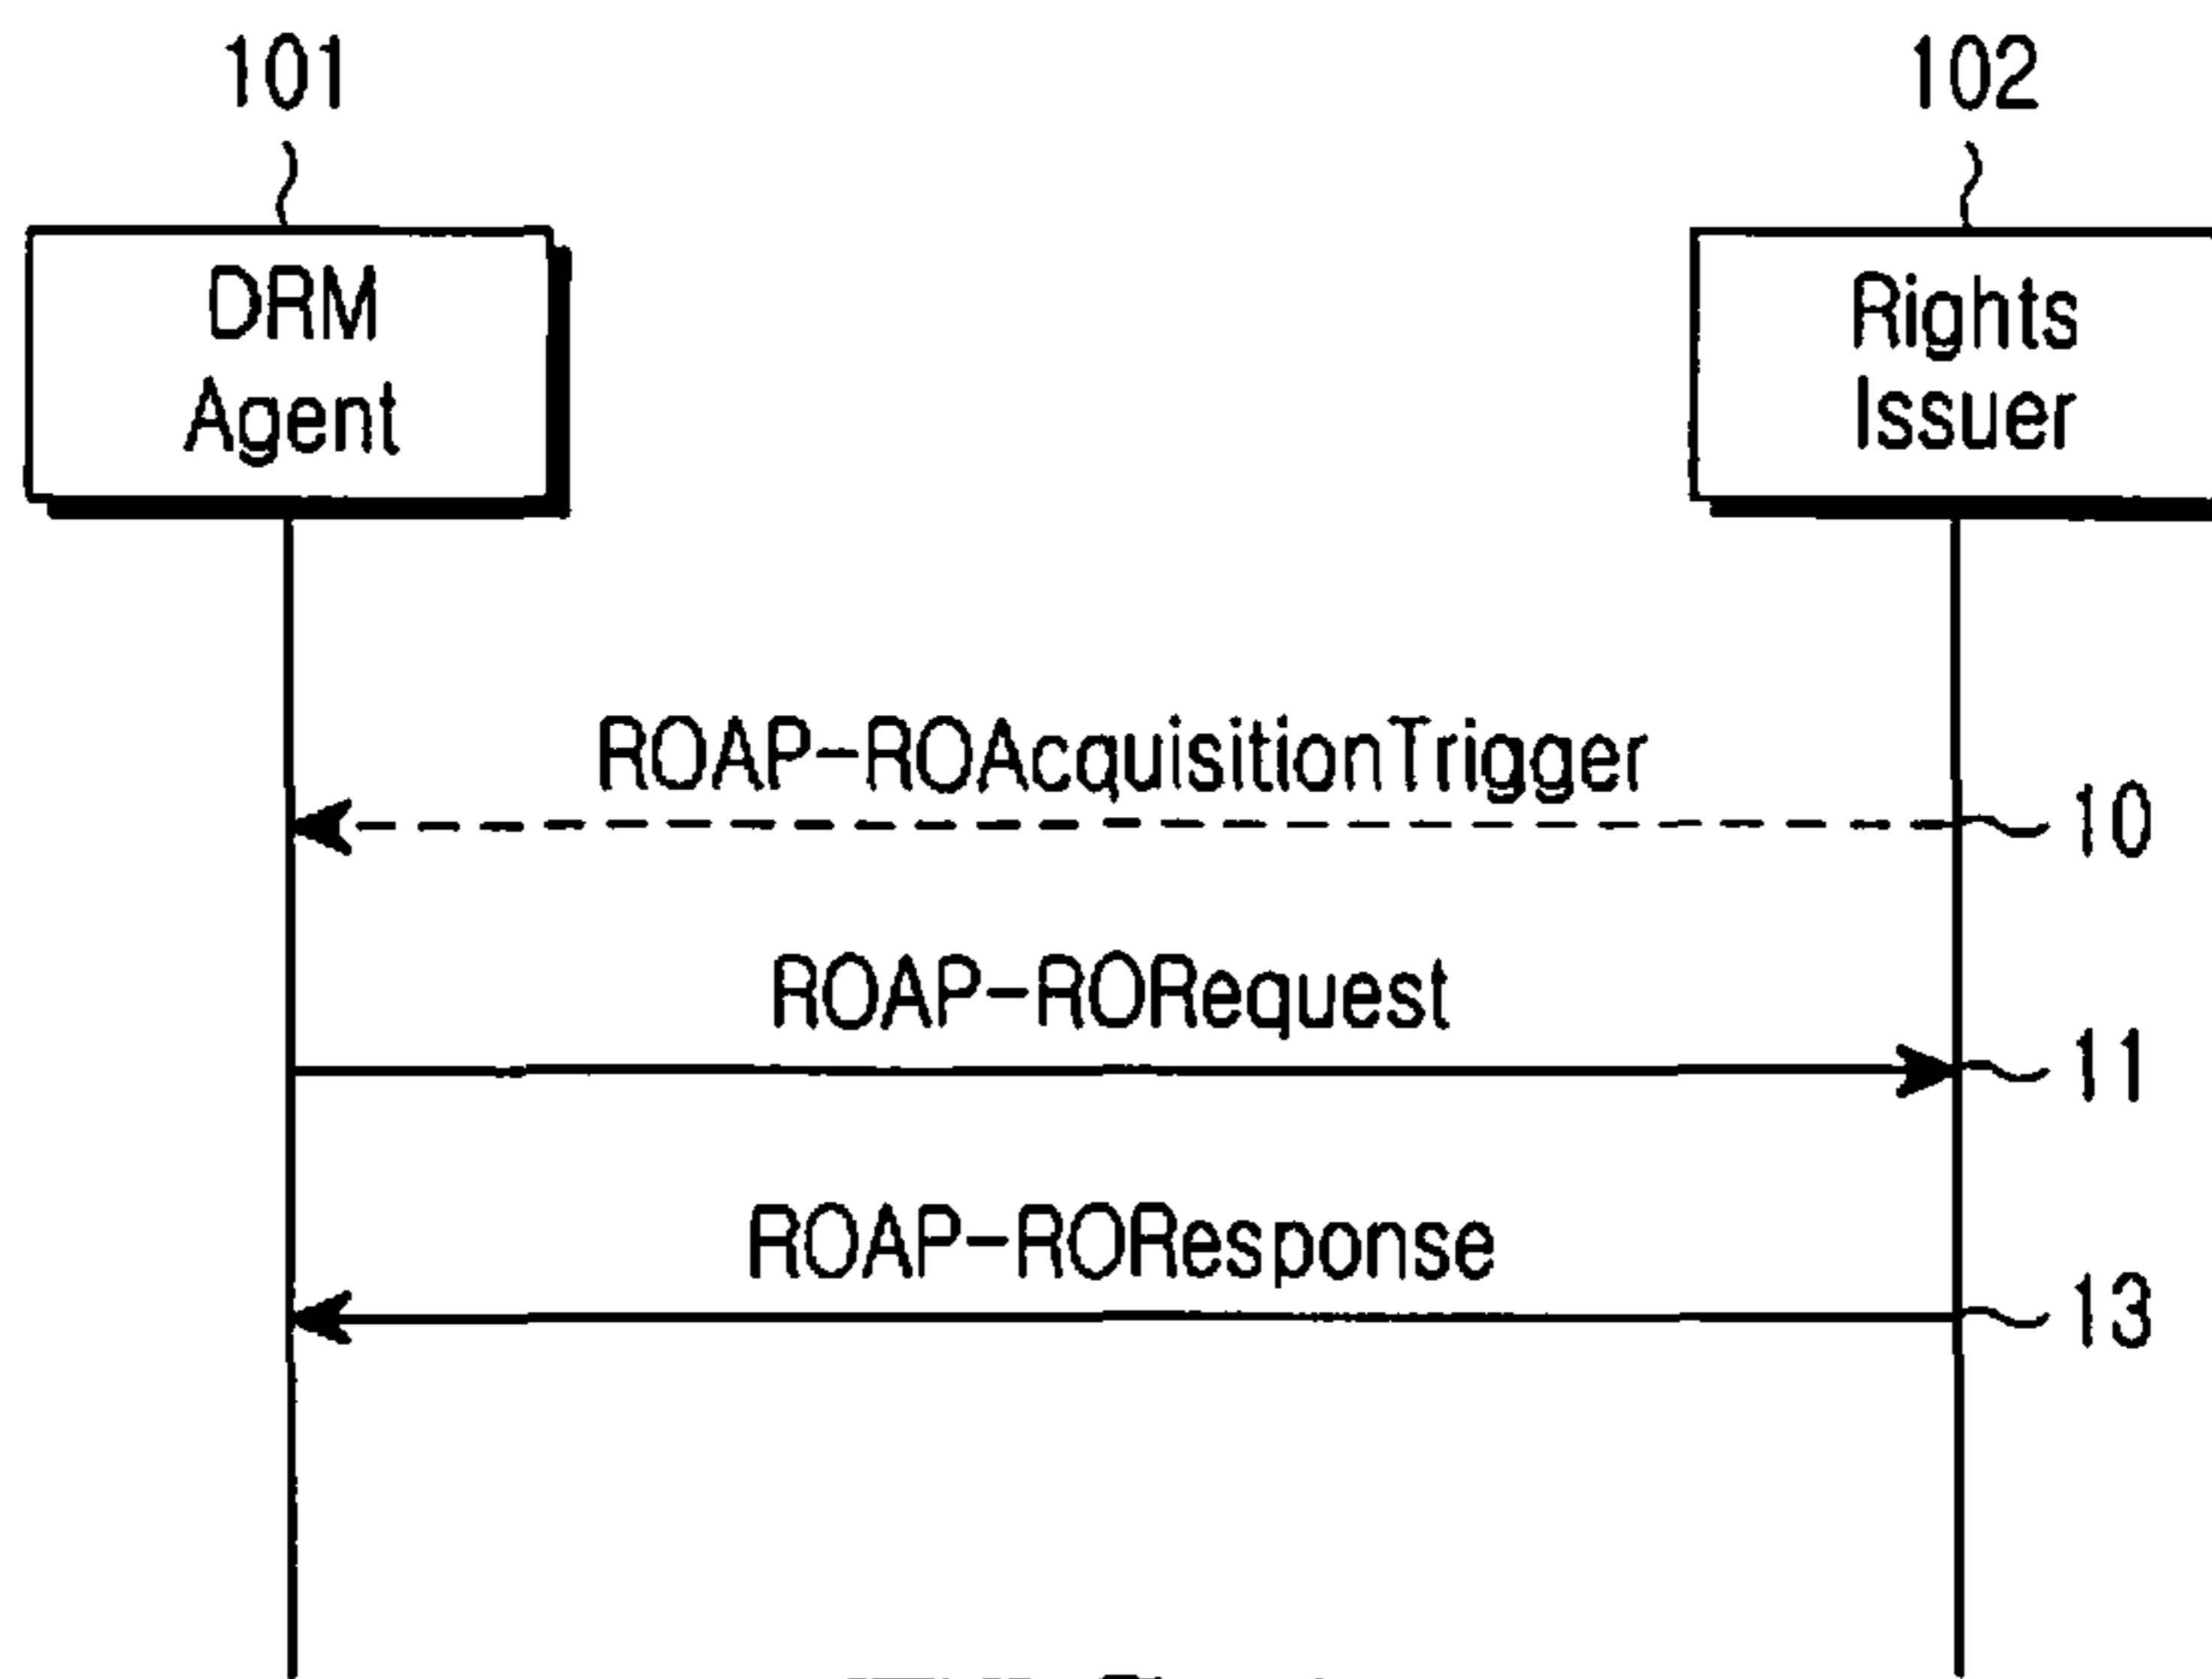 101
102
DRM
Agent
Rights
Issuer
ROAP-ROAcquisitionTrigger
10
ROAP-RORequest
11
ROAP-ROResponse
13